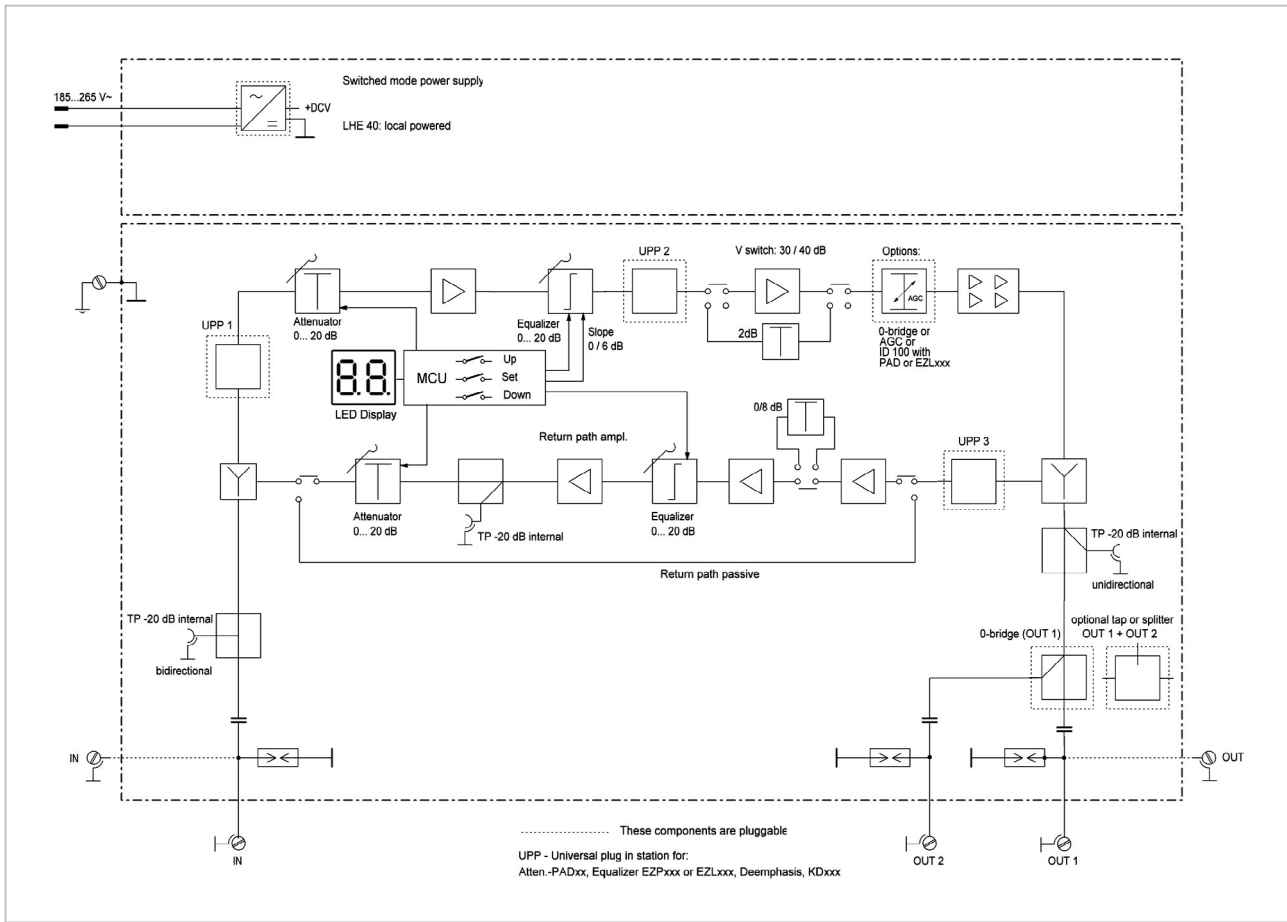 Switched mode power supply
185...265 V~
+DCV
LHE 40: local powered
UPP 2
V switch: 30 / 40 dB
Options:
AGC
Attenuator
0... 20 dB
Equalizer
0... 20 dB
Slope
0 / 6 dB
2dB
0-bridge or
AGC or
ID 100 with
PAD or EZLxxx
UPP 1
8.8.
LED Display
MCU
Up
Set
Down
0/8 dB
Return path ampl.
UPP 3
Attenuator
0... 20 dB
TP -20 dB internal
Equalizer
0... 20 dB
TP -20 dB internal
unidirectional
Return path passive
TP -20 dB internal
bidirectional
0-bridge (OUT 1)
optional tap or splitter
OUT 1 + OUT 2
IN
OUT
IN
OUT 2
OUT 1
These components are pluggable
UPP - Universal plug in station for:
Atten.-PADxx, Equalizer EZPxxx or EZLxxx, Deemphasis, KDxxx